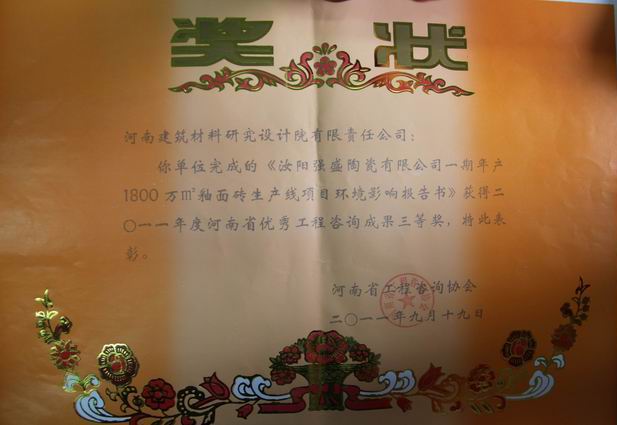 奖状
河南建筑材料研究设计院有限责任公司：
你单位完成的《汝阳强盛陶瓷有限公司一期年产
1800万㎡釉面砖生产线项目环境影响报告书》获得二
〇一一年度河南省优秀工程咨询成果三等奖，特此表
彰。
河南省工程咨询协会
二〇一一年九月十九日